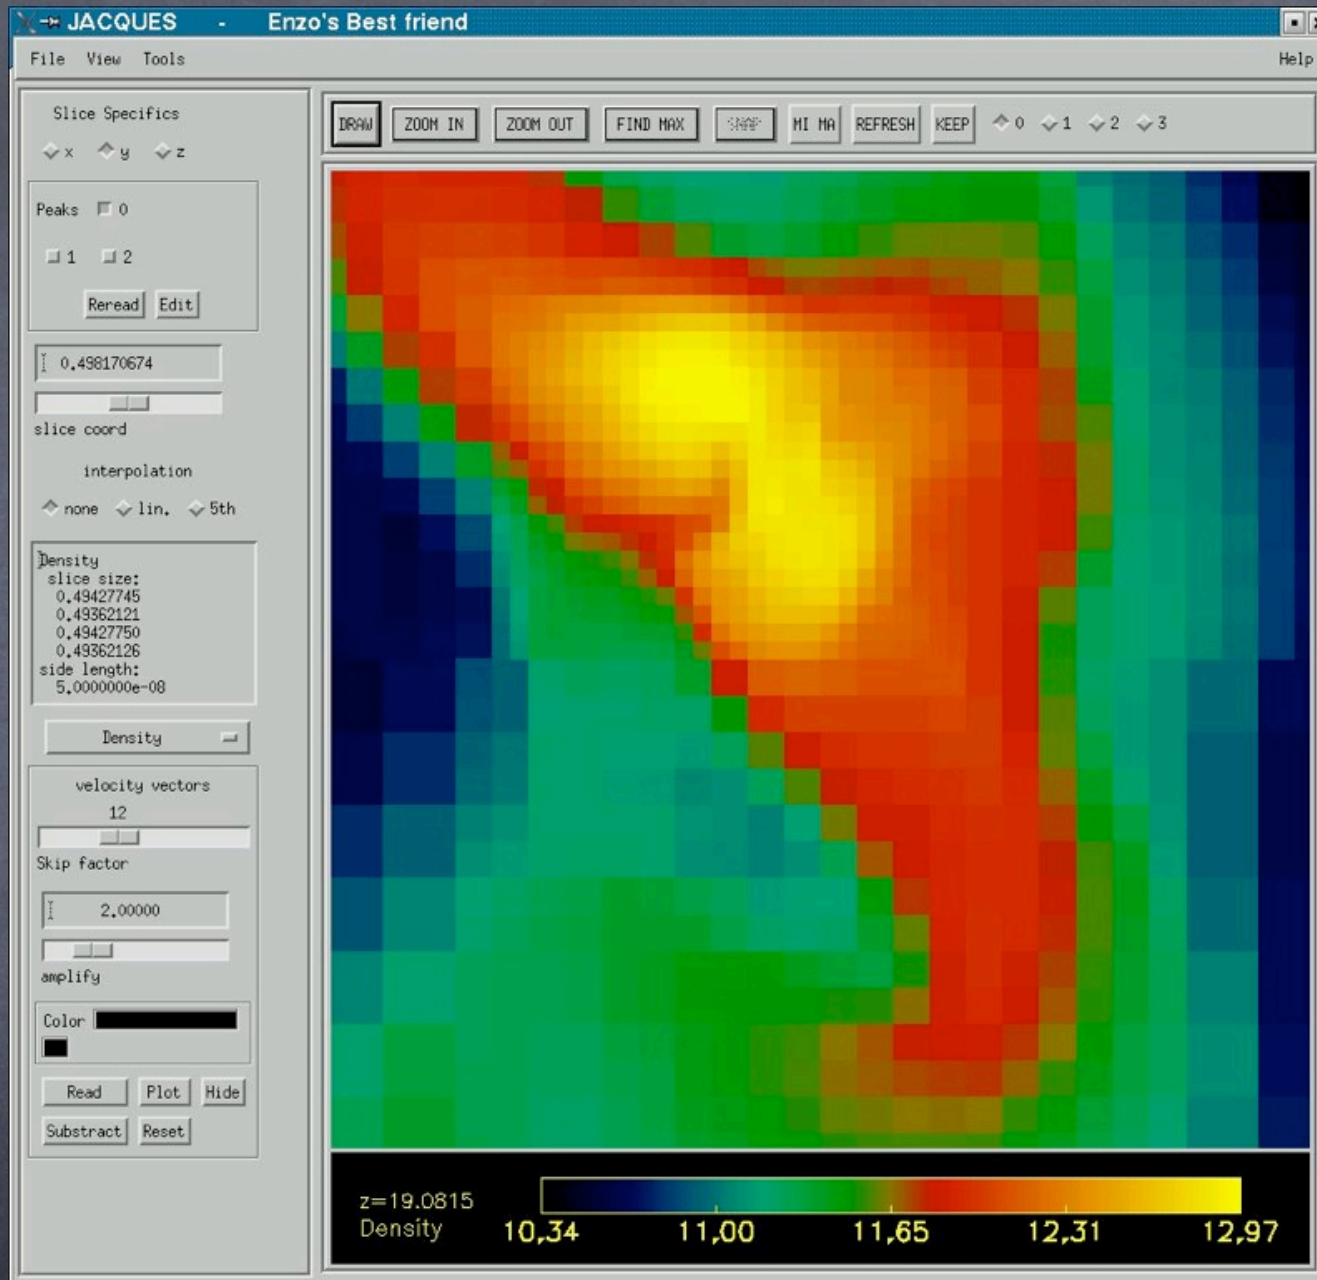 JACQUES - Enzo's Best friend
File View Tools Help
Slice Specifics
x y z
Peaks 0
1 2
Reread Edit
0.498170674
slice coord
interpolation
none lin. 5th
Density
slice size:
0.49427745
0.49362121
0.49427750
0.49362126
side length:
5.0000000e-08
Density
velocity vectors
12
Skip factor
2.00000
amplify
Color
Read Plot Hide
Substract Reset
DRAW ZOOM IN ZOOM OUT FIND MAX SNAP MI MA REFRESH KEEP 0 1 2 3
z=19.0815
Density
10,34 11,00 11,65 12,31 12,97